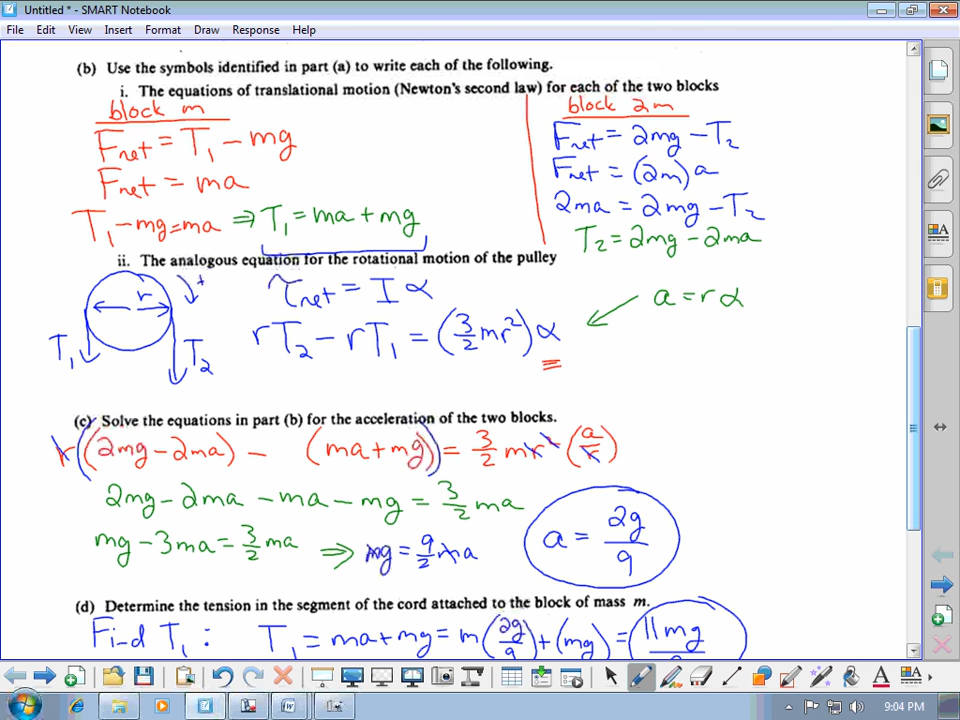 Untitled * - SMART Notebook
File Edit View Insert Format Draw Response Help
(b) Use the symbols identified in part (a) to write each of the following.
i. The equations of translational motion (Newton's second law) for each of the two blocks
block m
Fnet = T₁ - mg
Fnet = ma
T₁ - mg = ma ⇒ T₁ = ma + mg
block 2m
Fnet = 2mg - T₂
Fnet = (2m) a
2ma = 2mg - T₂
T₂ = 2mg - 2ma
ii. The analogous equation for the rotational motion of the pulley
r
+
T₁
T₂
τnet = I α
a = r α
rT₂ - rT₁ = (3/2 mr²) α
(c) Solve the equations in part (b) for the acceleration of the two blocks.
r((2mg - 2ma) - (ma + mg)) = 3/2 mr² (a/r)
2mg - 2ma - ma - mg = 3/2 ma
mg - 3ma = 3/2 ma ⇒ mg = 9/2 ma
a = 2g/9
(d) Determine the tension in the segment of the cord attached to the block of mass m.
Find T₁ : T₁ = ma + mg = m(2g/9) + (mg) = 11mg
9:04 PM